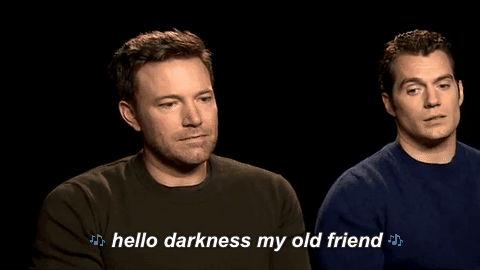 🎶 hello darkness my old friend 🎶